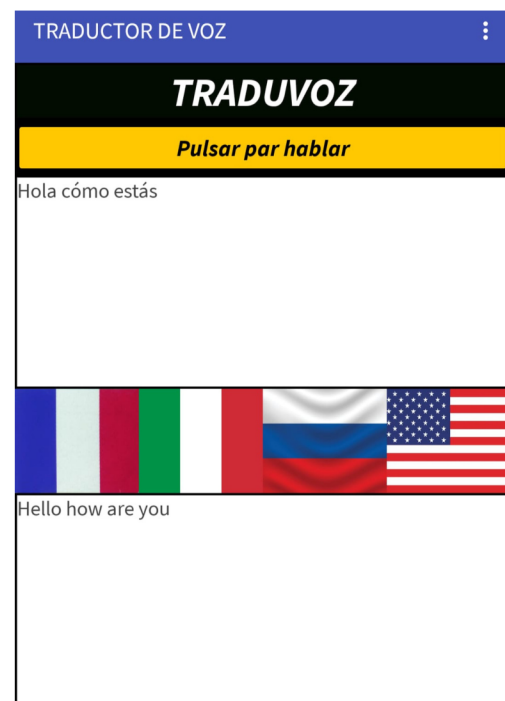 TRADUCTOR DE VOZ
TRADUVOZ
Pulsar par hablar
Hola cómo estás
Hello how are you